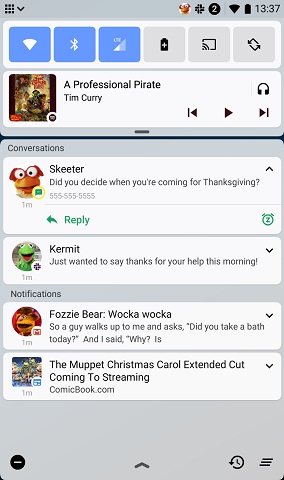 2 13:37
LTE
A Professional Pirate
Tim Curry
Conversations
Skeeter
Did you decide when you're coming for Thanksgiving?
555-555-5555
1m
Reply
Kermit
Just wanted to say thanks for your help this morning!
1m
Notifications
Fozzie Bear: Wocka wocka
So a guy walks up to me and asks, “Did you take a bath
today?” And I said, “Why? Is
1m
The Muppet Christmas Carol Extended Cut
Coming To Streaming
ComicBook.com
1m